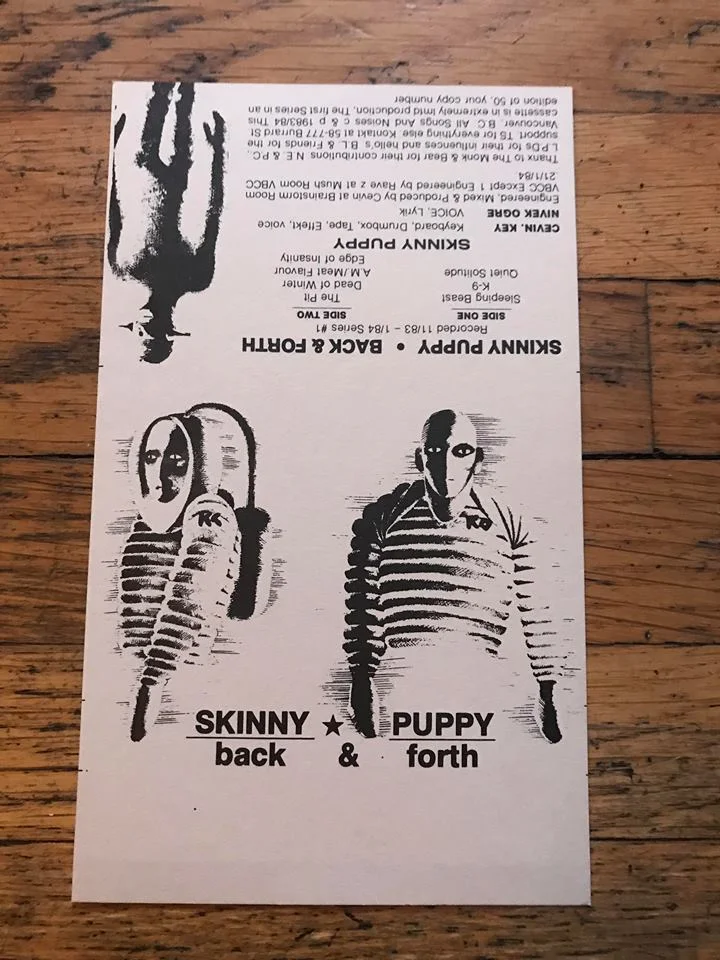 SKINNY PUPPY • BACK & FORTH
Recorded 11/83 – 1/84 Series #1
SIDE ONE
Sleeping Beast
K-9
Quiet Solitude
SIDE TWO
The Pit
Dead of Winter
A.M/Meat Flavour
Edge of Insanity
SKINNY PUPPY
CEVIN. KEY Keyboard, Drumbox, Tape, Effekt, voice
NIVEK OGRE VOICE, Lyrik
Engineered, Mixed & Produced by Cevin at Brainstorm Room
VBCC Except 1 Engineered by Rave z at Mush Room VBCC
21/1/84.
Thanx to The Monk & Bear for their contributions. N.E. & P.C.,
L.P.Ds for their influences and hello's. B.L. & Friends for the
support TS for everything else. Kontakt at 58-777 Burrard St
Vancouver. B.C. All Songs And Noises c & p 1983/84 This
cassette is in extremely lmtd production. The first Series in an
edition of 50, your copy number
SKINNY ★ PUPPY
back & forth